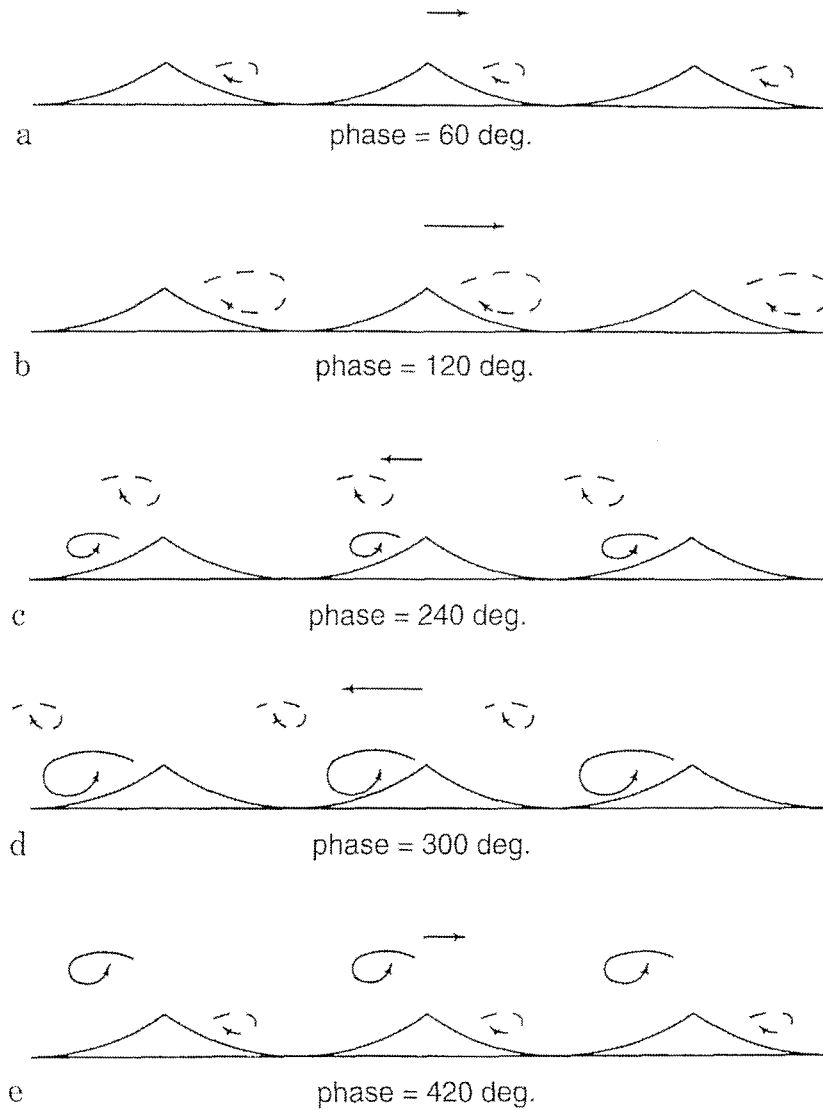 a
phase = 60 deg.
b
phase = 120 deg.
c
phase = 240 deg.
d
phase = 300 deg.
e
phase = 420 deg.